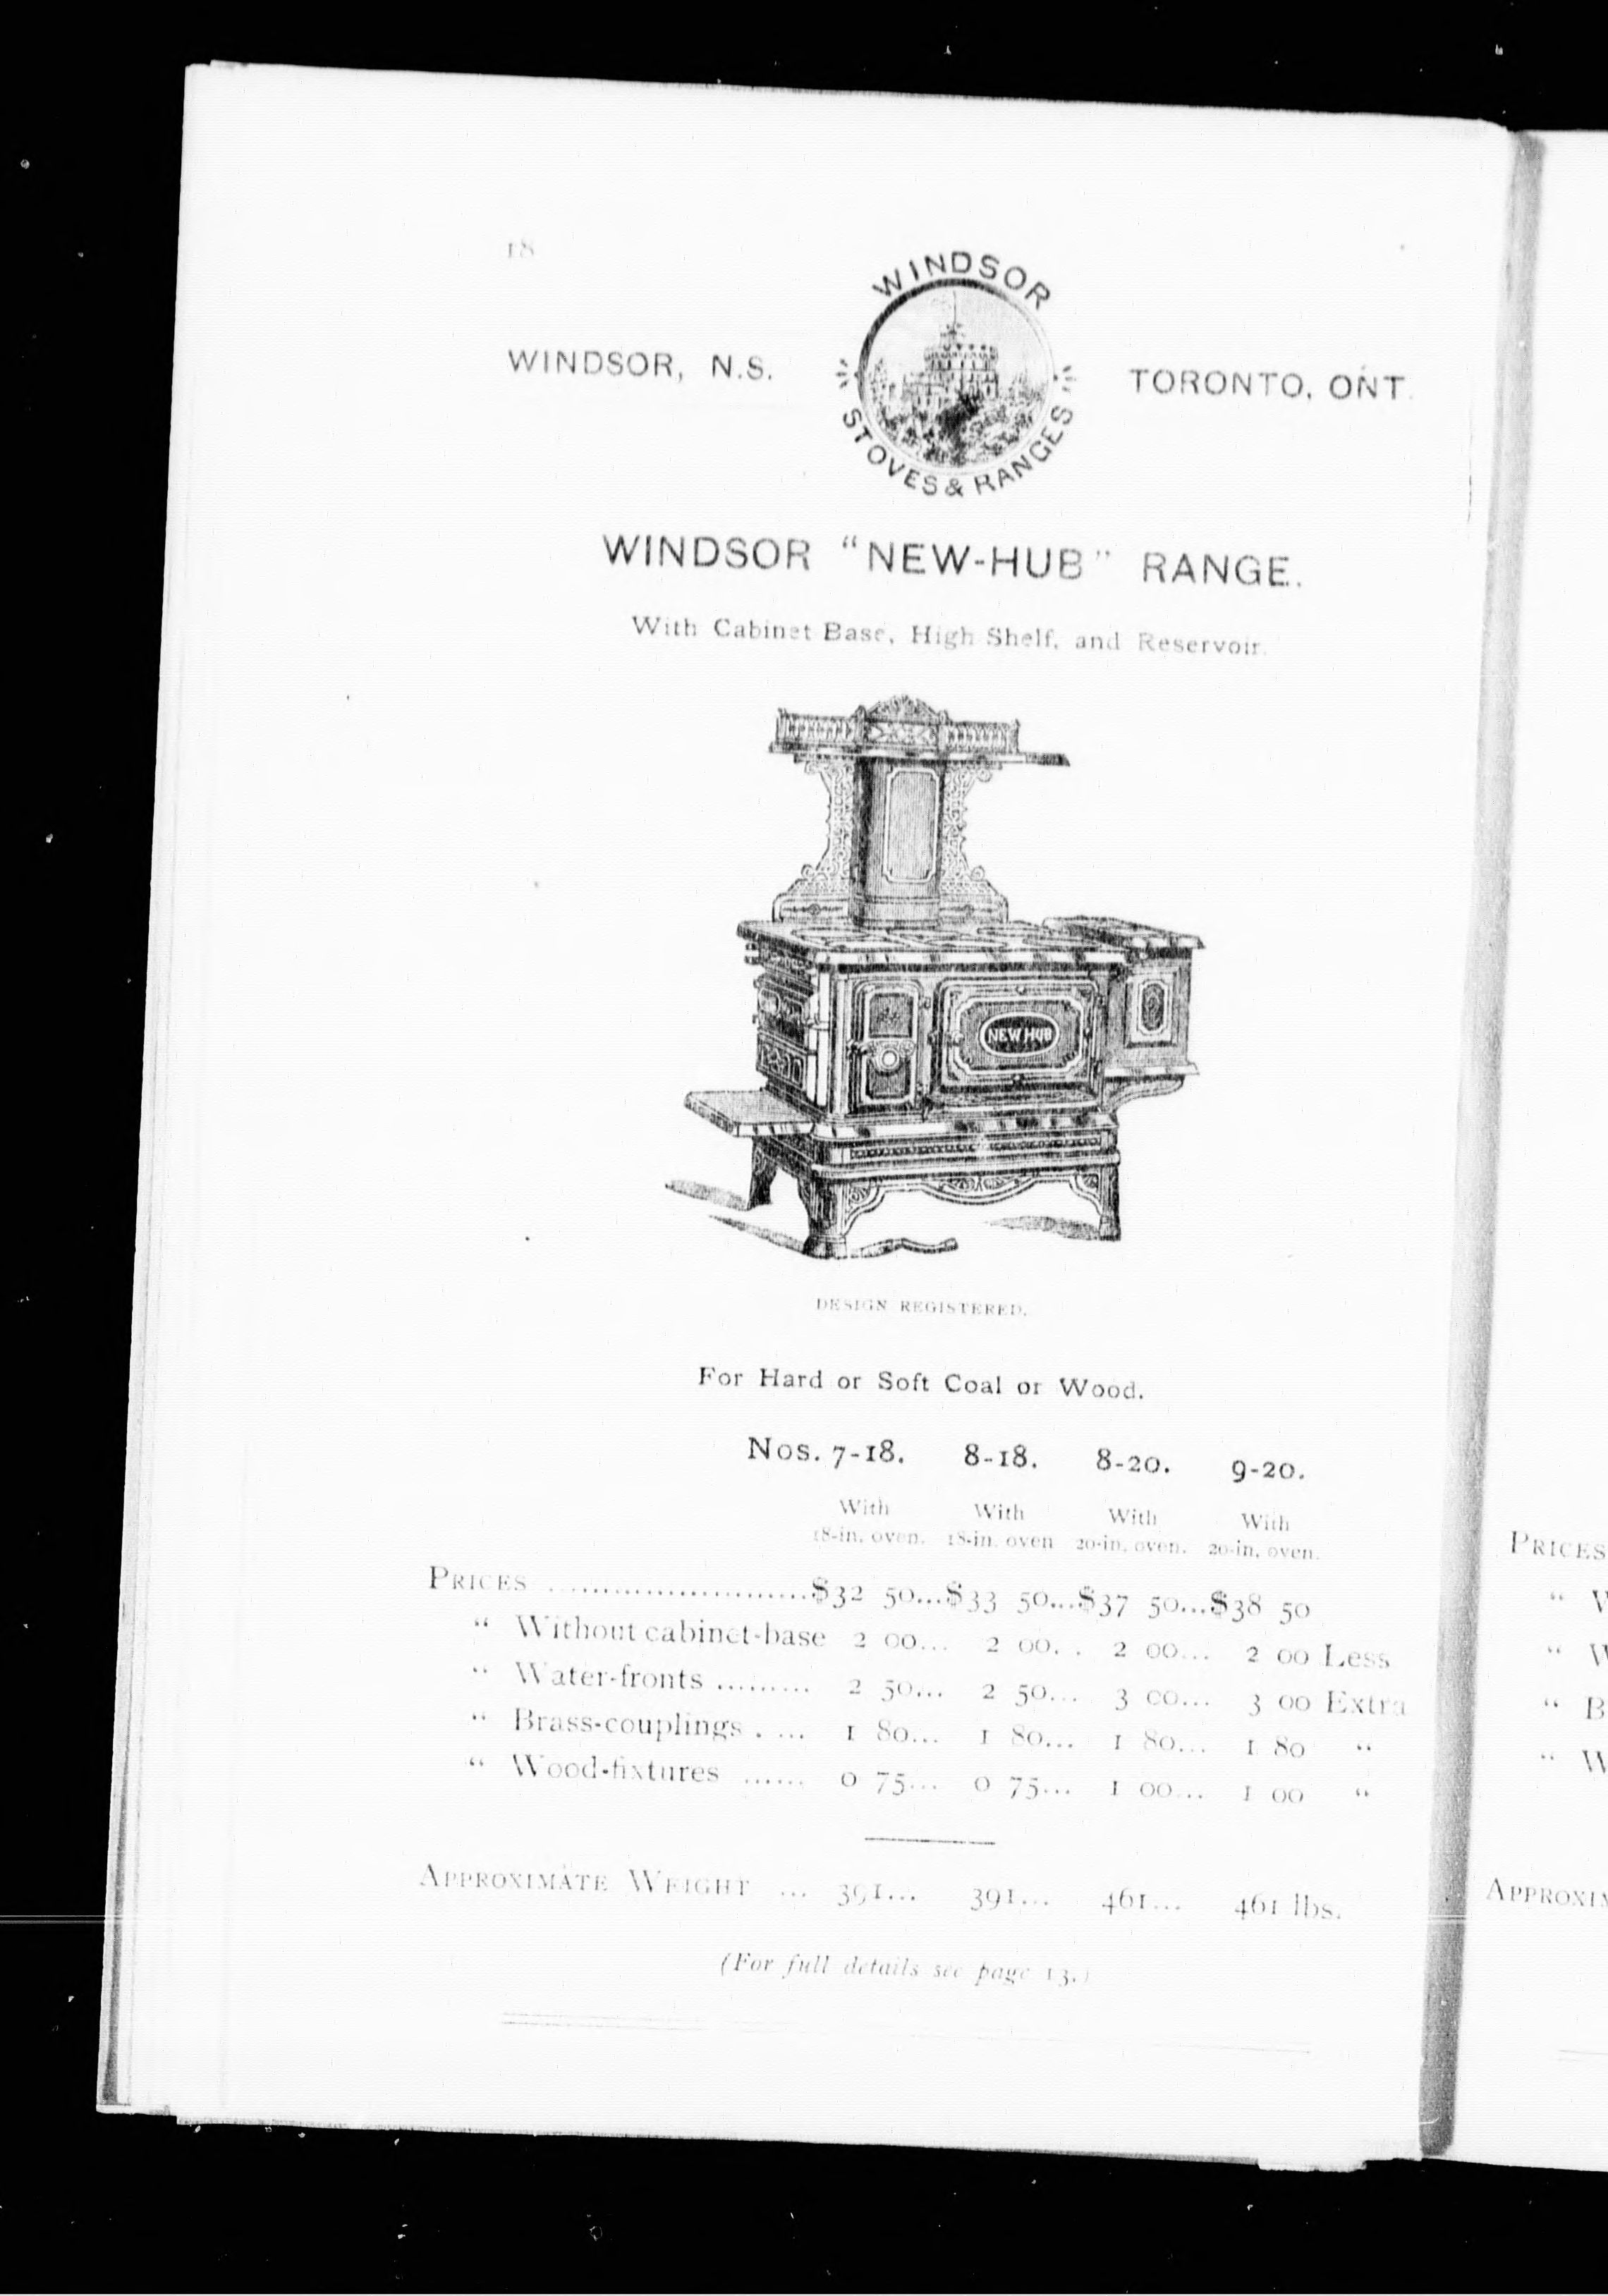 18
WINDSOR
WINDSOR, N.S.
TORONTO, ONT.
STOVES & RANGES
WINDSOR "NEW-HUB" RANGE.
With Cabinet Base, High Shelf, and Reservoir.
NEW HUB
DESIGN REGISTERED.
For Hard or Soft Coal or Wood.
Nos. 7-18. 8-18. 8-20. 9-20.
With With With With
18-in. oven. 18-in. oven 20-in. oven. 20-in. oven.
PRICES ........................$32 50...$33 50...$37 50...$38 50
“ Without cabinet-base 2 00... 2 00. . 2 00... 2 00 Less
“ Water-fronts ......... 2 50... 2 50... 3 00... 3 00 Extra
“ Brass-couplings . ... 1 80... 1 80... 1 80... 1 80 “
“ Wood-fixtures ...... 0 75... 0 75... 1 00... 1 00 “
APPROXIMATE WEIGHT ... 391... 391... 461... 461 lbs.
(For full details see page 13.)
PRICES
“ W
“ W
“ B
“ W
APPROXIM